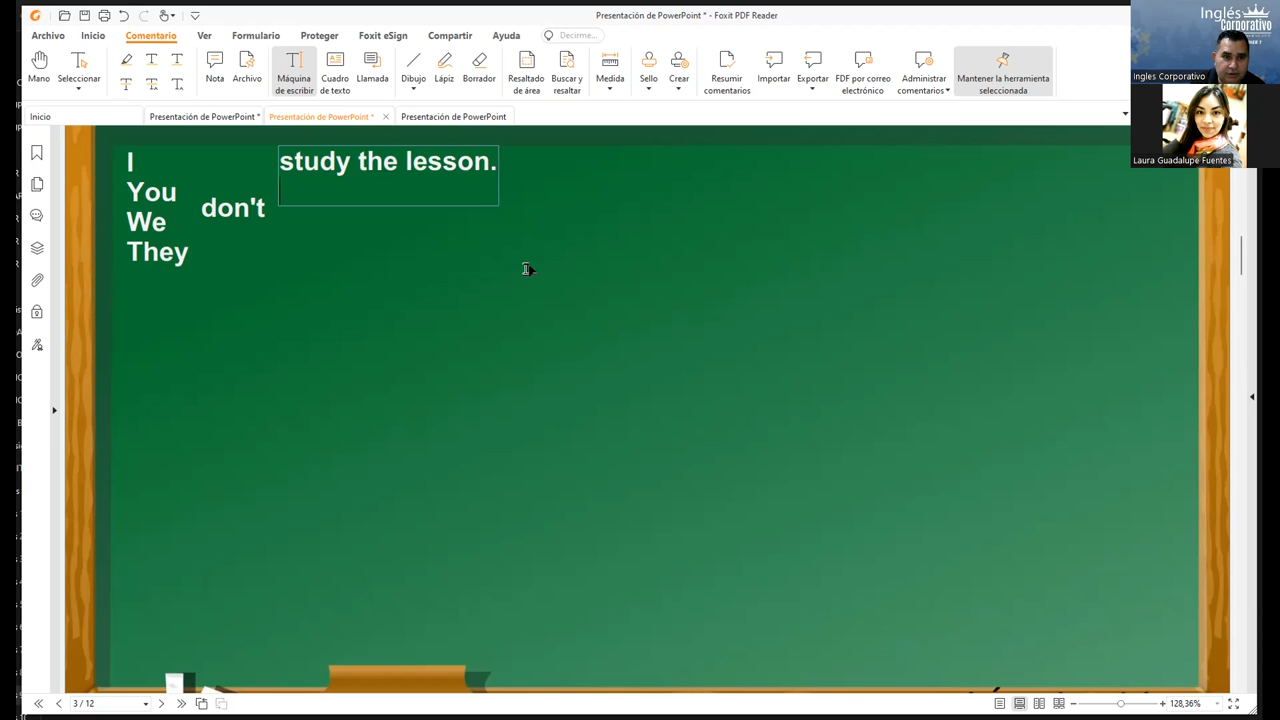 Presentación de PowerPoint * - Foxit PDF Reader
Archivo Inicio Comentario Ver Formulario Proteger Foxit eSign Compartir Ayuda Decirme...
Mano Seleccionar Nota Archivo Máquina de escribir Cuadro de texto Llamada Dibujo Lápiz Borrador Resaltado de área Buscar y resaltar Medida Sello Crear Resumir comentarios Importar Exportar FDF por correo electrónico Administrar comentarios Mantener la herramienta seleccionada
Inicio Presentación de PowerPoint * Presentación de PowerPoint * Presentación de PowerPoint
Inglés
Corporativo
Ingles Corporativo
Laura Guadalupe Fuentes
I study the lesson.
You
don't
We
They
3 / 12 128,36%